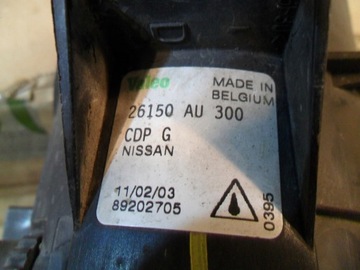 Valeo
MADE IN
BELGIUM
26150 AU 300
CDP G
NISSAN
11/02/03
89202705
0395